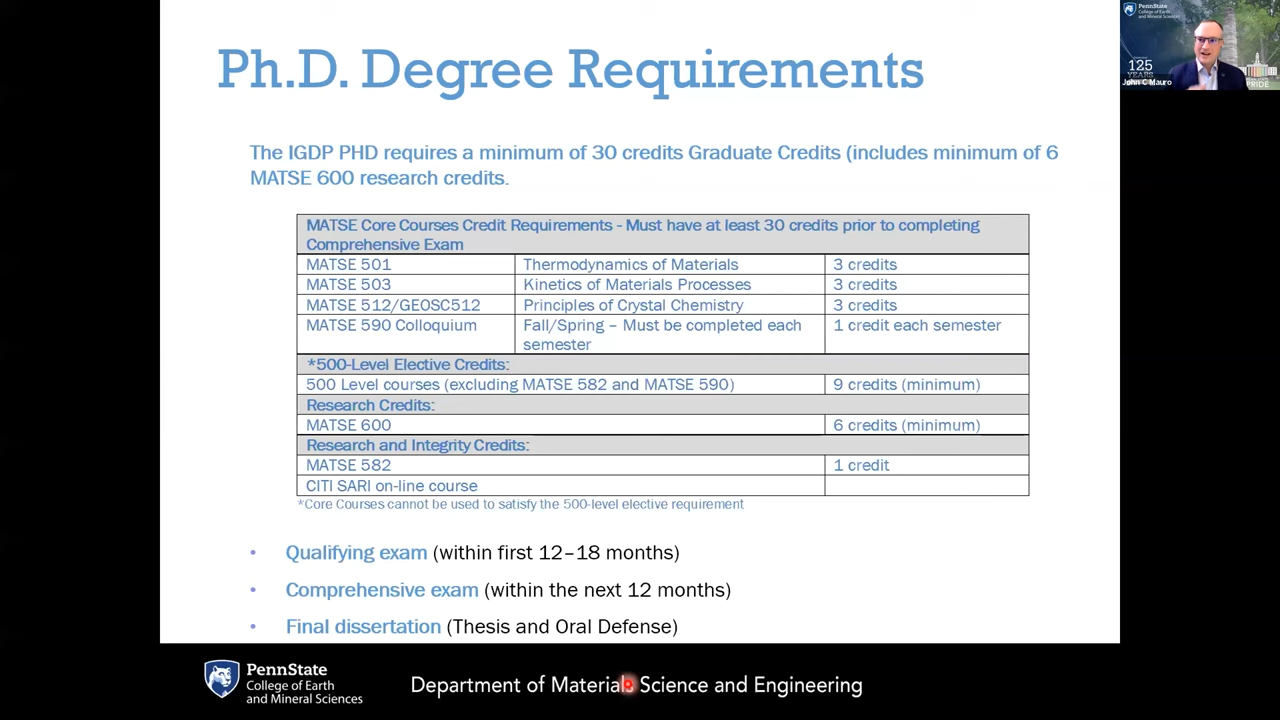 Ph.D. Degree Requirements
The IGDP PHD requires a minimum of 30 credits Graduate Credits (includes minimum of 6
MATSE 600 research credits.
MATSE Core Courses Credit Requirements - Must have at least 30 credits prior to completing
Comprehensive Exam
MATSE 501 Thermodynamics of Materials 3 credits
MATSE 503 Kinetics of Materials Processes 3 credits
MATSE 512/GEOSC512 Principles of Crystal Chemistry 3 credits
MATSE 590 Colloquium Fall/Spring – Must be completed each 1 credit each semester
semester
*500-Level Elective Credits:
500 Level courses (excluding MATSE 582 and MATSE 590) 9 credits (minimum)
Research Credits:
MATSE 600 6 credits (minimum)
Research and Integrity Credits:
MATSE 582 1 credit
CITI SARI on-line course
*Core Courses cannot be used to satisfy the 500-level elective requirement
• Qualifying exam (within first 12–18 months)
• Comprehensive exam (within the next 12 months)
• Final dissertation (Thesis and Oral Defense)
PennState
College of Earth
and Mineral Sciences
Department of Materials Science and Engineering
PennState
College of Earth
and Mineral Sciences
125
YEARS
John C Mauro
PRIDE